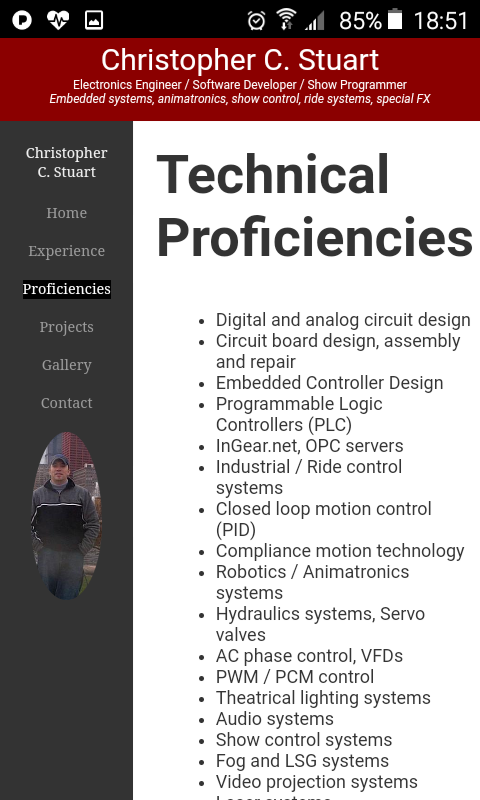 85% 18:51
Christopher C. Stuart
Electronics Engineer / Software Developer / Show Programmer
Embedded systems, animatronics, show control, ride systems, special FX
Christopher
C. Stuart
Home
Experience
Proficiencies
Projects
Gallery
Contact
Technical
Proficiencies
• Digital and analog circuit design
• Circuit board design, assembly
and repair
• Embedded Controller Design
• Programmable Logic
Controllers (PLC)
• InGear.net, OPC servers
• Industrial / Ride control
systems
• Closed loop motion control
(PID)
• Compliance motion technology
• Robotics / Animatronics
systems
• Hydraulics systems, Servo
valves
• AC phase control, VFDs
• PWM / PCM control
• Theatrical lighting systems
• Audio systems
• Show control systems
• Fog and LSG systems
• Video projection systems